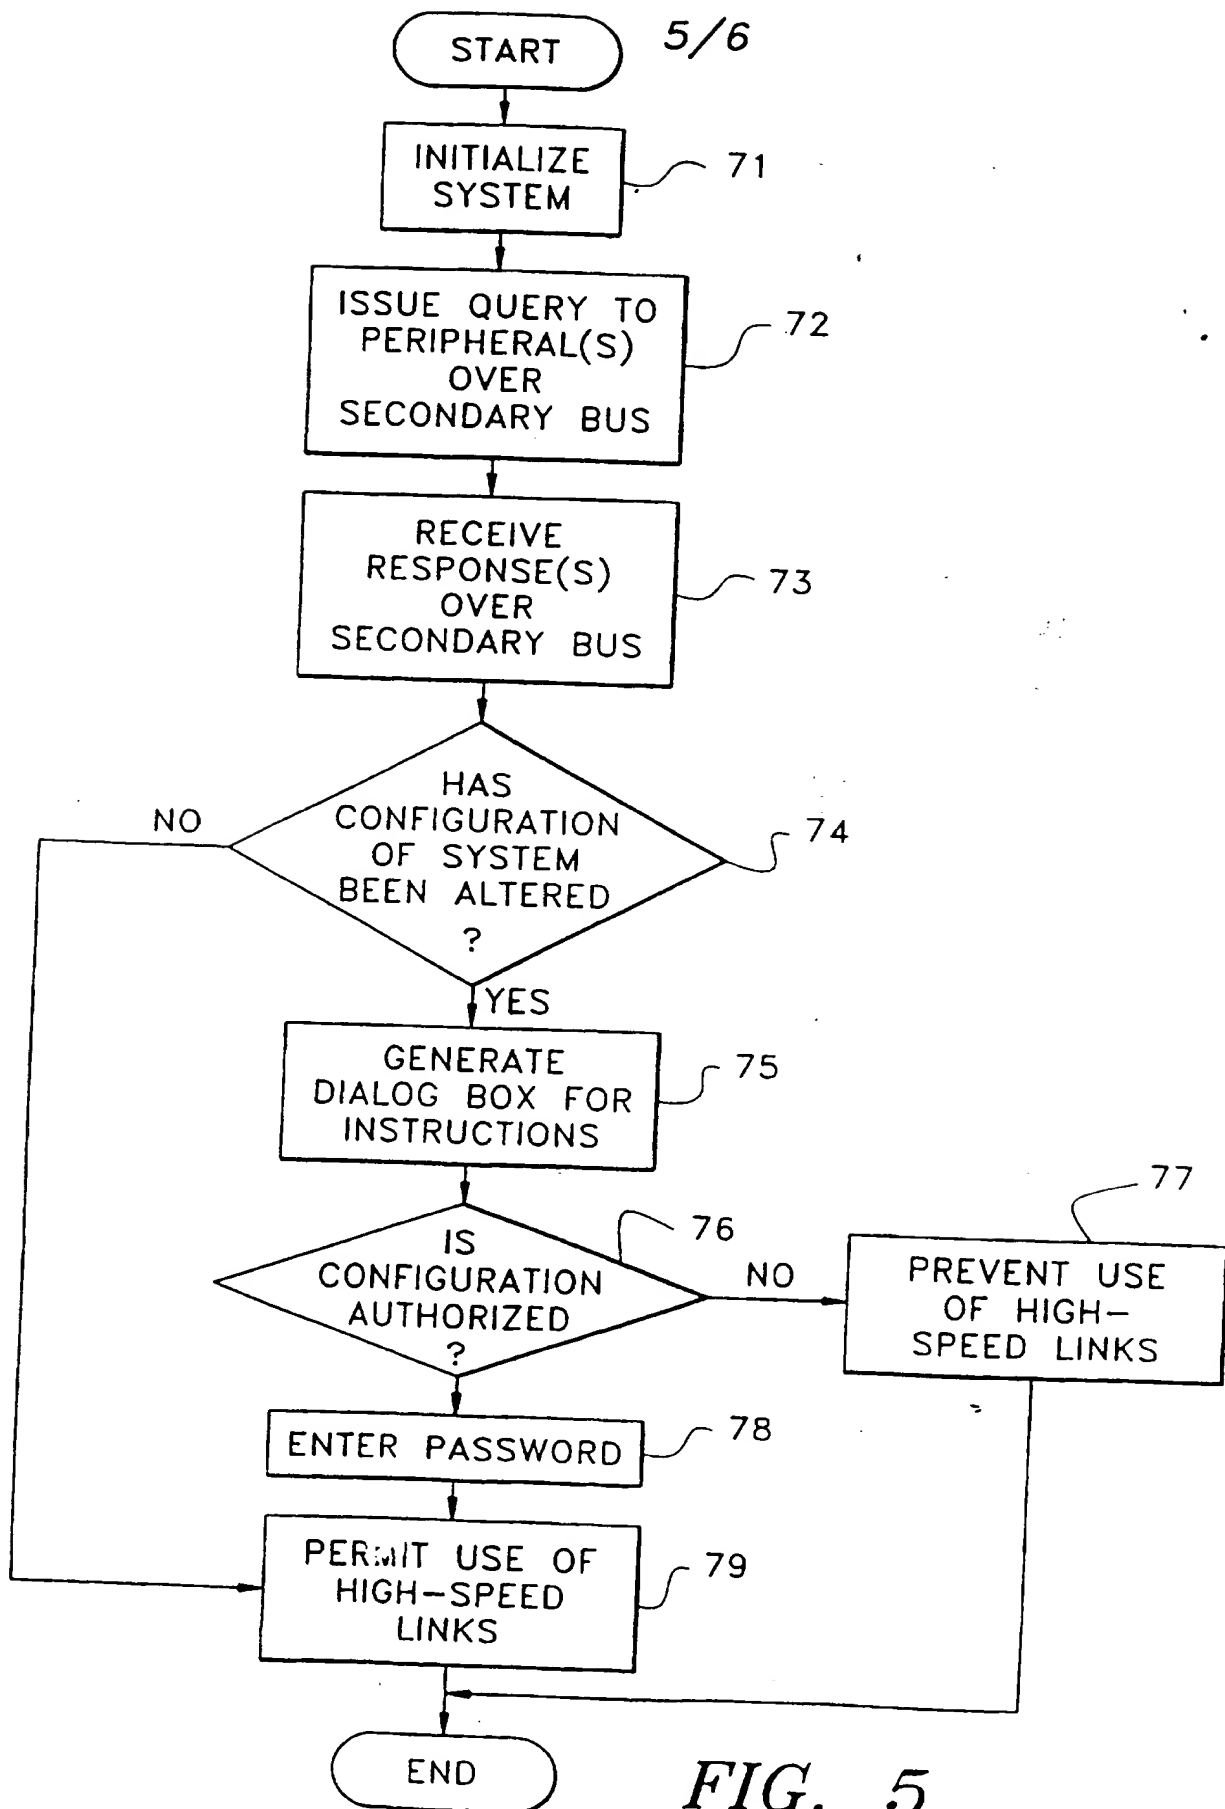 START
5/6
INITIALIZE
SYSTEM
71
ISSUE QUERY TO
PERIPHERAL(S)
OVER
SECONDARY BUS
72
RECEIVE
RESPONSE(S)
OVER
SECONDARY BUS
73
HAS
CONFIGURATION
OF SYSTEM
BEEN ALTERED
?
74
NO
YES
GENERATE
DIALOG BOX FOR
INSTRUCTIONS
75
IS
CONFIGURATION
AUTHORIZED
?
76
NO
77
PREVENT USE
OF HIGH-
SPEED LINKS
ENTER PASSWORD
78
PERMIT USE OF
HIGH-SPEED
LINKS
79
END
FIG. 5